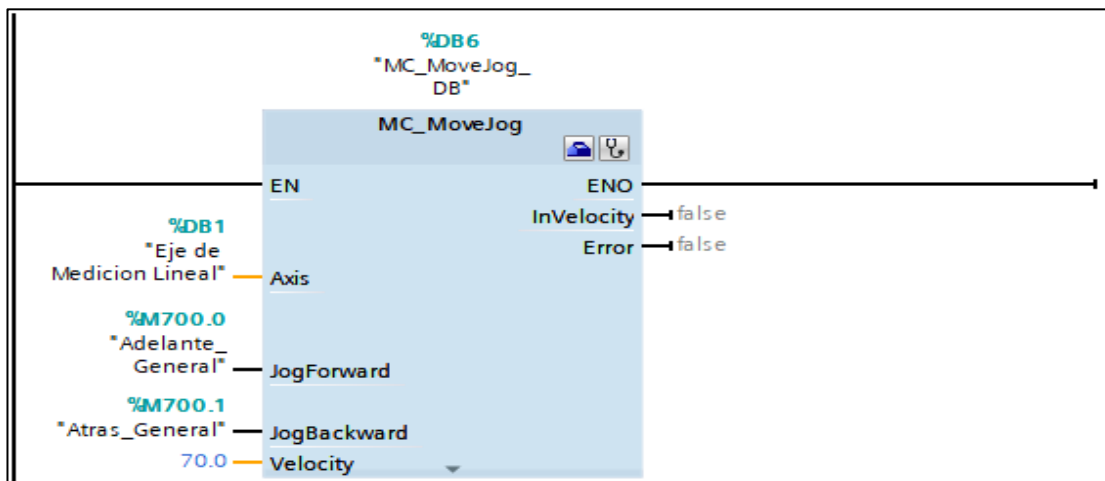 %DB6
"MC_MoveJog_
DB"
MC_MoveJog
EN
ENO
InVelocity
false
Error
false
%DB1
"Eje de
Medicion Lineal"
Axis
%M700.0
"Adelante_
General"
JogForward
%M700.1
"Atras_General"
JogBackward
70.0
Velocity